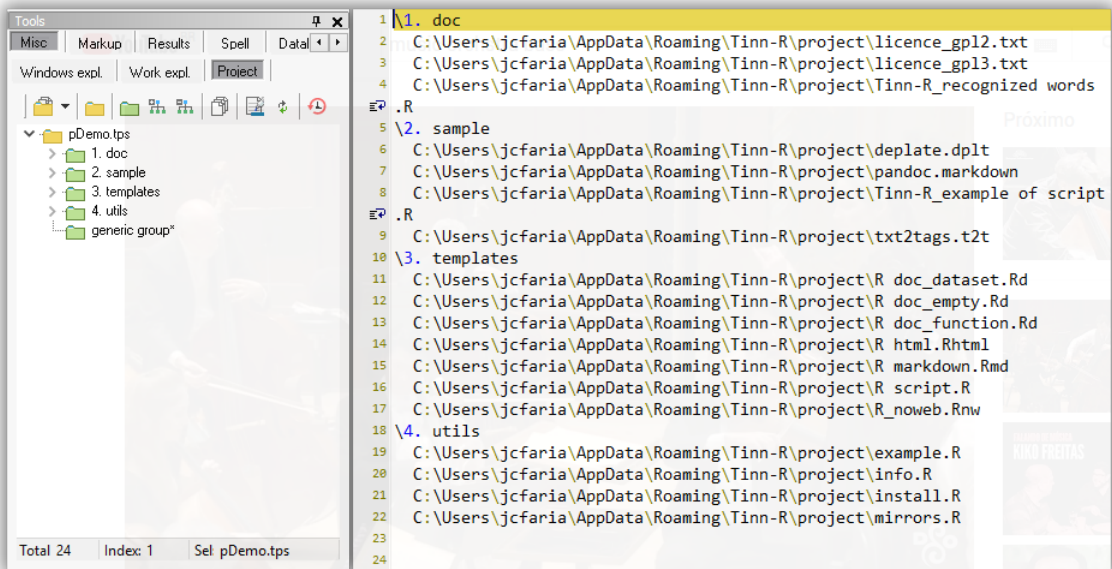 Tools
Misc Markup Results Spell Datal
Windows expl. Work expl. Project
pDemo.tps
1. doc
2. sample
3. templates
4. utils
generic group*
Total 24 Index: 1 Sel: pDemo.tps
1 \1. doc
2 C:\Users\jcfaria\AppData\Roaming\Tinn-R\project\licence_gpl2.txt
3 C:\Users\jcfaria\AppData\Roaming\Tinn-R\project\licence_gpl3.txt
4 C:\Users\jcfaria\AppData\Roaming\Tinn-R\project\Tinn-R_recognized words
.R
5 \2. sample
6 C:\Users\jcfaria\AppData\Roaming\Tinn-R\project\deplate.dplt
7 C:\Users\jcfaria\AppData\Roaming\Tinn-R\project\pandoc.markdown
8 C:\Users\jcfaria\AppData\Roaming\Tinn-R\project\Tinn-R_example of script
.R
9 C:\Users\jcfaria\AppData\Roaming\Tinn-R\project\txt2tags.t2t
10 \3. templates
11 C:\Users\jcfaria\AppData\Roaming\Tinn-R\project\R doc_dataset.Rd
12 C:\Users\jcfaria\AppData\Roaming\Tinn-R\project\R doc_empty.Rd
13 C:\Users\jcfaria\AppData\Roaming\Tinn-R\project\R doc_function.Rd
14 C:\Users\jcfaria\AppData\Roaming\Tinn-R\project\R html.Rhtml
15 C:\Users\jcfaria\AppData\Roaming\Tinn-R\project\R markdown.Rmd
16 C:\Users\jcfaria\AppData\Roaming\Tinn-R\project\R script.R
17 C:\Users\jcfaria\AppData\Roaming\Tinn-R\project\R_noweb.Rnw
18 \4. utils
19 C:\Users\jcfaria\AppData\Roaming\Tinn-R\project\example.R
20 C:\Users\jcfaria\AppData\Roaming\Tinn-R\project\info.R
21 C:\Users\jcfaria\AppData\Roaming\Tinn-R\project\install.R
22 C:\Users\jcfaria\AppData\Roaming\Tinn-R\project\mirrors.R
23
24
Próximo
KIKO FREITAS